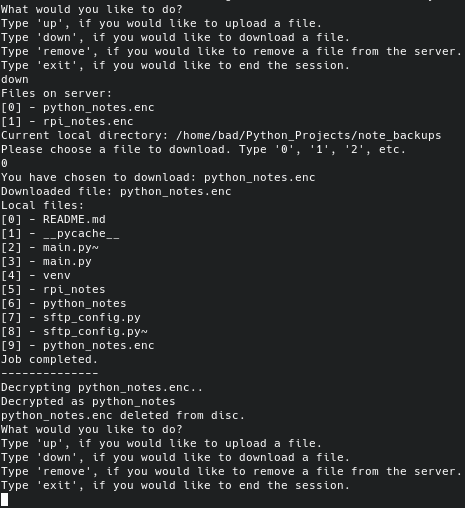 What would you like to do?
Type 'up', if you would like to upload a file.
Type 'down', if you would like to download a file.
Type 'remove', if you would like to remove a file from the server.
Type 'exit', if you would like to end the session.
down
Files on server:
[0] - python_notes.enc
[1] - rpi_notes.enc
Current local directory: /home/bad/Python_Projects/note_backups
Please choose a file to download. Type '0', '1', '2', etc.
0
You have chosen to download: python_notes.enc
Downloaded file: python_notes.enc
Local files:
[0] - README.md
[1] - __pycache__
[2] - main.py~
[3] - main.py
[4] - venv
[5] - rpi_notes
[6] - python_notes
[7] - sftp_config.py
[8] - sftp_config.py~
[9] - python_notes.enc
Job completed.
--------------
Decrypting python_notes.enc..
Decrypted as python_notes
python_notes.enc deleted from disc.
What would you like to do?
Type 'up', if you would like to upload a file.
Type 'down', if you would like to download a file.
Type 'remove', if you would like to remove a file from the server.
Type 'exit', if you would like to end the session.